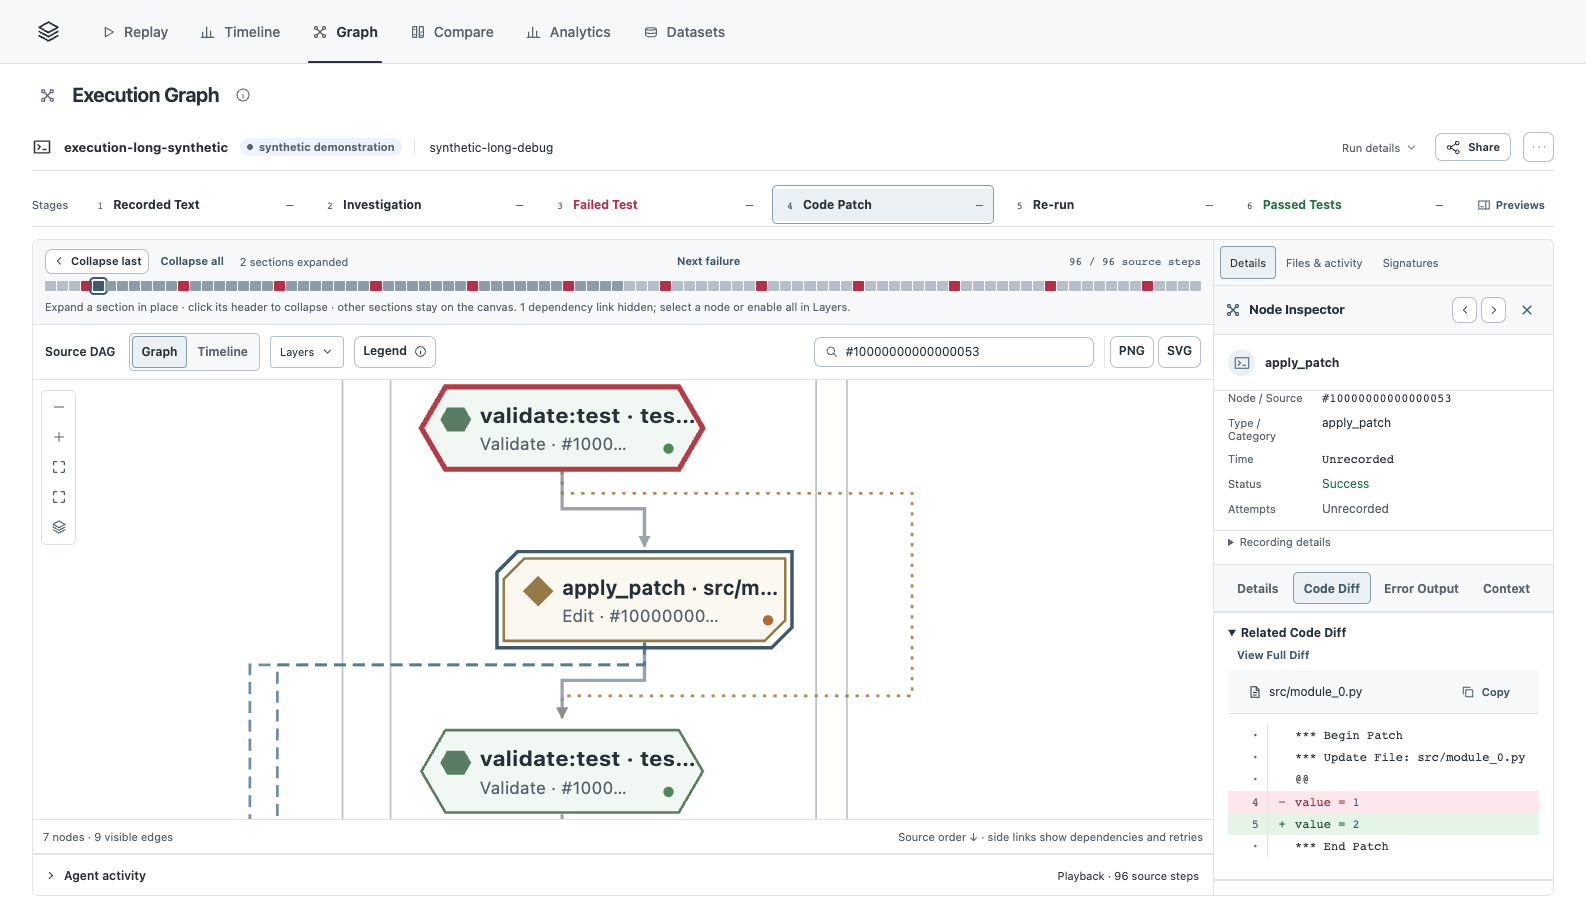 Replay
Timeline
Graph
Compare
Analytics
Datasets
Execution Graph
execution-long-synthetic
synthetic demonstration
synthetic-long-debug
Run details
Share
Stages
1 Recorded Text –
2 Investigation –
3 Failed Test –
4 Code Patch –
5 Re-run –
6 Passed Tests –
Previews
Collapse last
Collapse all
2 sections expanded
Next failure
96 / 96 source steps
Expand a section in place · click its header to collapse · other sections stay on the canvas. 1 dependency link hidden; select a node or enable all in Layers.
Source DAG
Graph
Timeline
Layers
Legend
#10000000000000053
PNG
SVG
validate:test · tes...
Validate · #1000...
apply_patch · src/m...
Edit · #10000000...
validate:test · tes...
Validate · #1000...
7 nodes · 9 visible edges
Source order ↓ · side links show dependencies and retries
Agent activity
Playback · 96 source steps
Details
Files & activity
Signatures
Node Inspector
apply_patch
Node / Source #10000000000000053
Type / Category apply_patch
Time Unrecorded
Status Success
Attempts Unrecorded
Recording details
Details
Code Diff
Error Output
Context
Related Code Diff
View Full Diff
src/module_0.py
Copy
· *** Begin Patch
· *** Update File: src/module_0.py
· @@
4 - value = 1
5 + value = 2
· *** End Patch